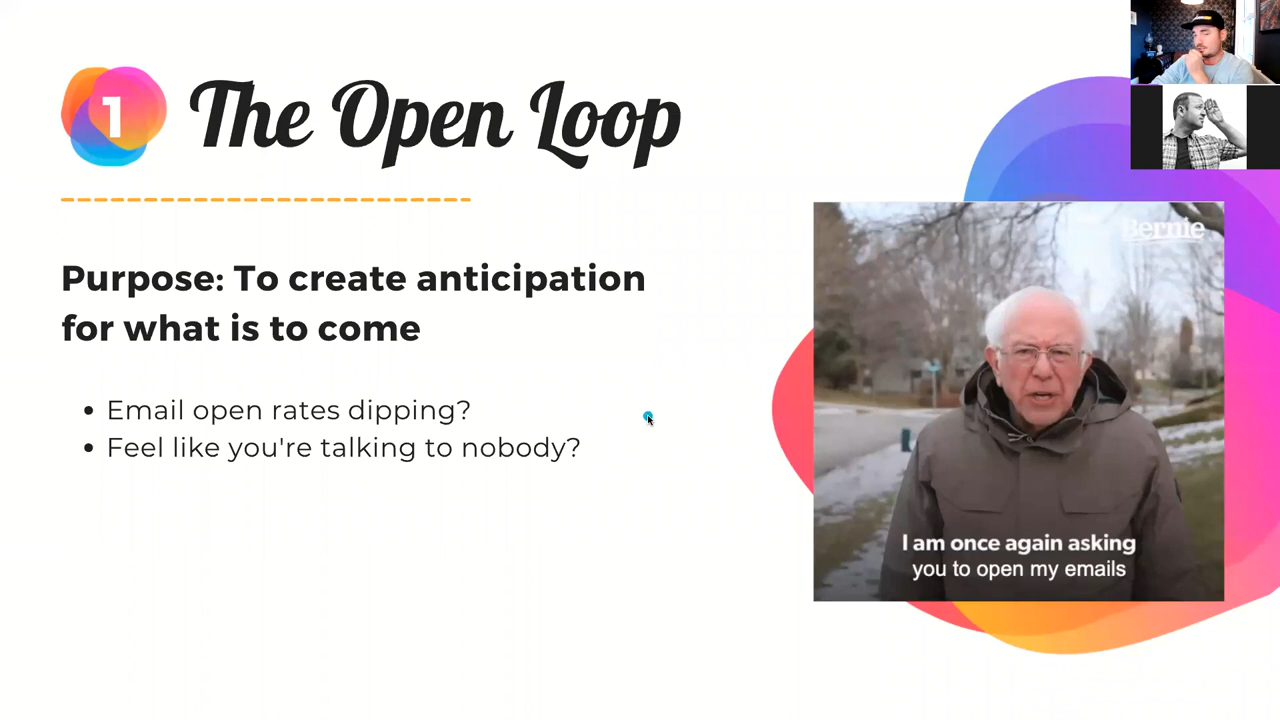 1 The Open Loop
Purpose: To create anticipation
for what is to come
Email open rates dipping?
Feel like you're talking to nobody?
Bernie
I am once again asking
you to open my emails